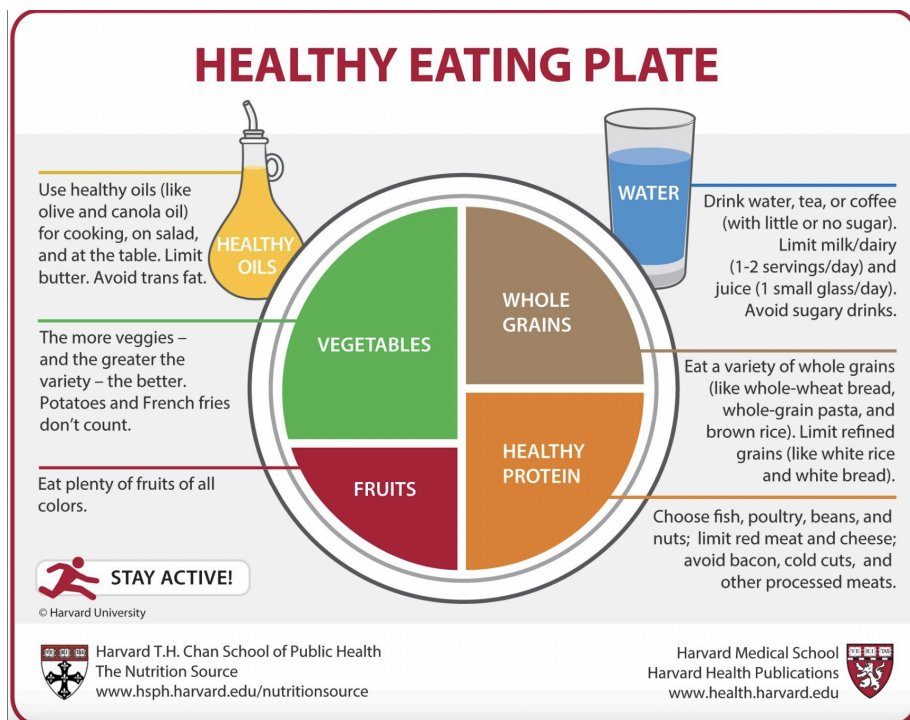 HEALTHY EATING PLATE
Use healthy oils (like
olive and canola oil)
for cooking, on salad,
and at the table. Limit
butter. Avoid trans fat.
HEALTHY
OILS
WATER
Drink water, tea, or coffee
(with little or no sugar).
Limit milk/dairy
(1-2 servings/day) and
juice (1 small glass/day).
Avoid sugary drinks.
The more veggies –
and the greater the
variety – the better.
Potatoes and French fries
don’t count.
VEGETABLES
WHOLE
GRAINS
Eat a variety of whole grains
(like whole-wheat bread,
whole-grain pasta, and
brown rice). Limit refined
grains (like white rice
and white bread).
Eat plenty of fruits of all
colors.
FRUITS
HEALTHY
PROTEIN
Choose fish, poultry, beans, and
nuts; limit red meat and cheese;
avoid bacon, cold cuts, and
other processed meats.
STAY ACTIVE!
© Harvard University
Harvard T.H. Chan School of Public Health
The Nutrition Source
www.hsph.harvard.edu/nutritionsource
Harvard Medical School
Harvard Health Publications
www.health.harvard.edu